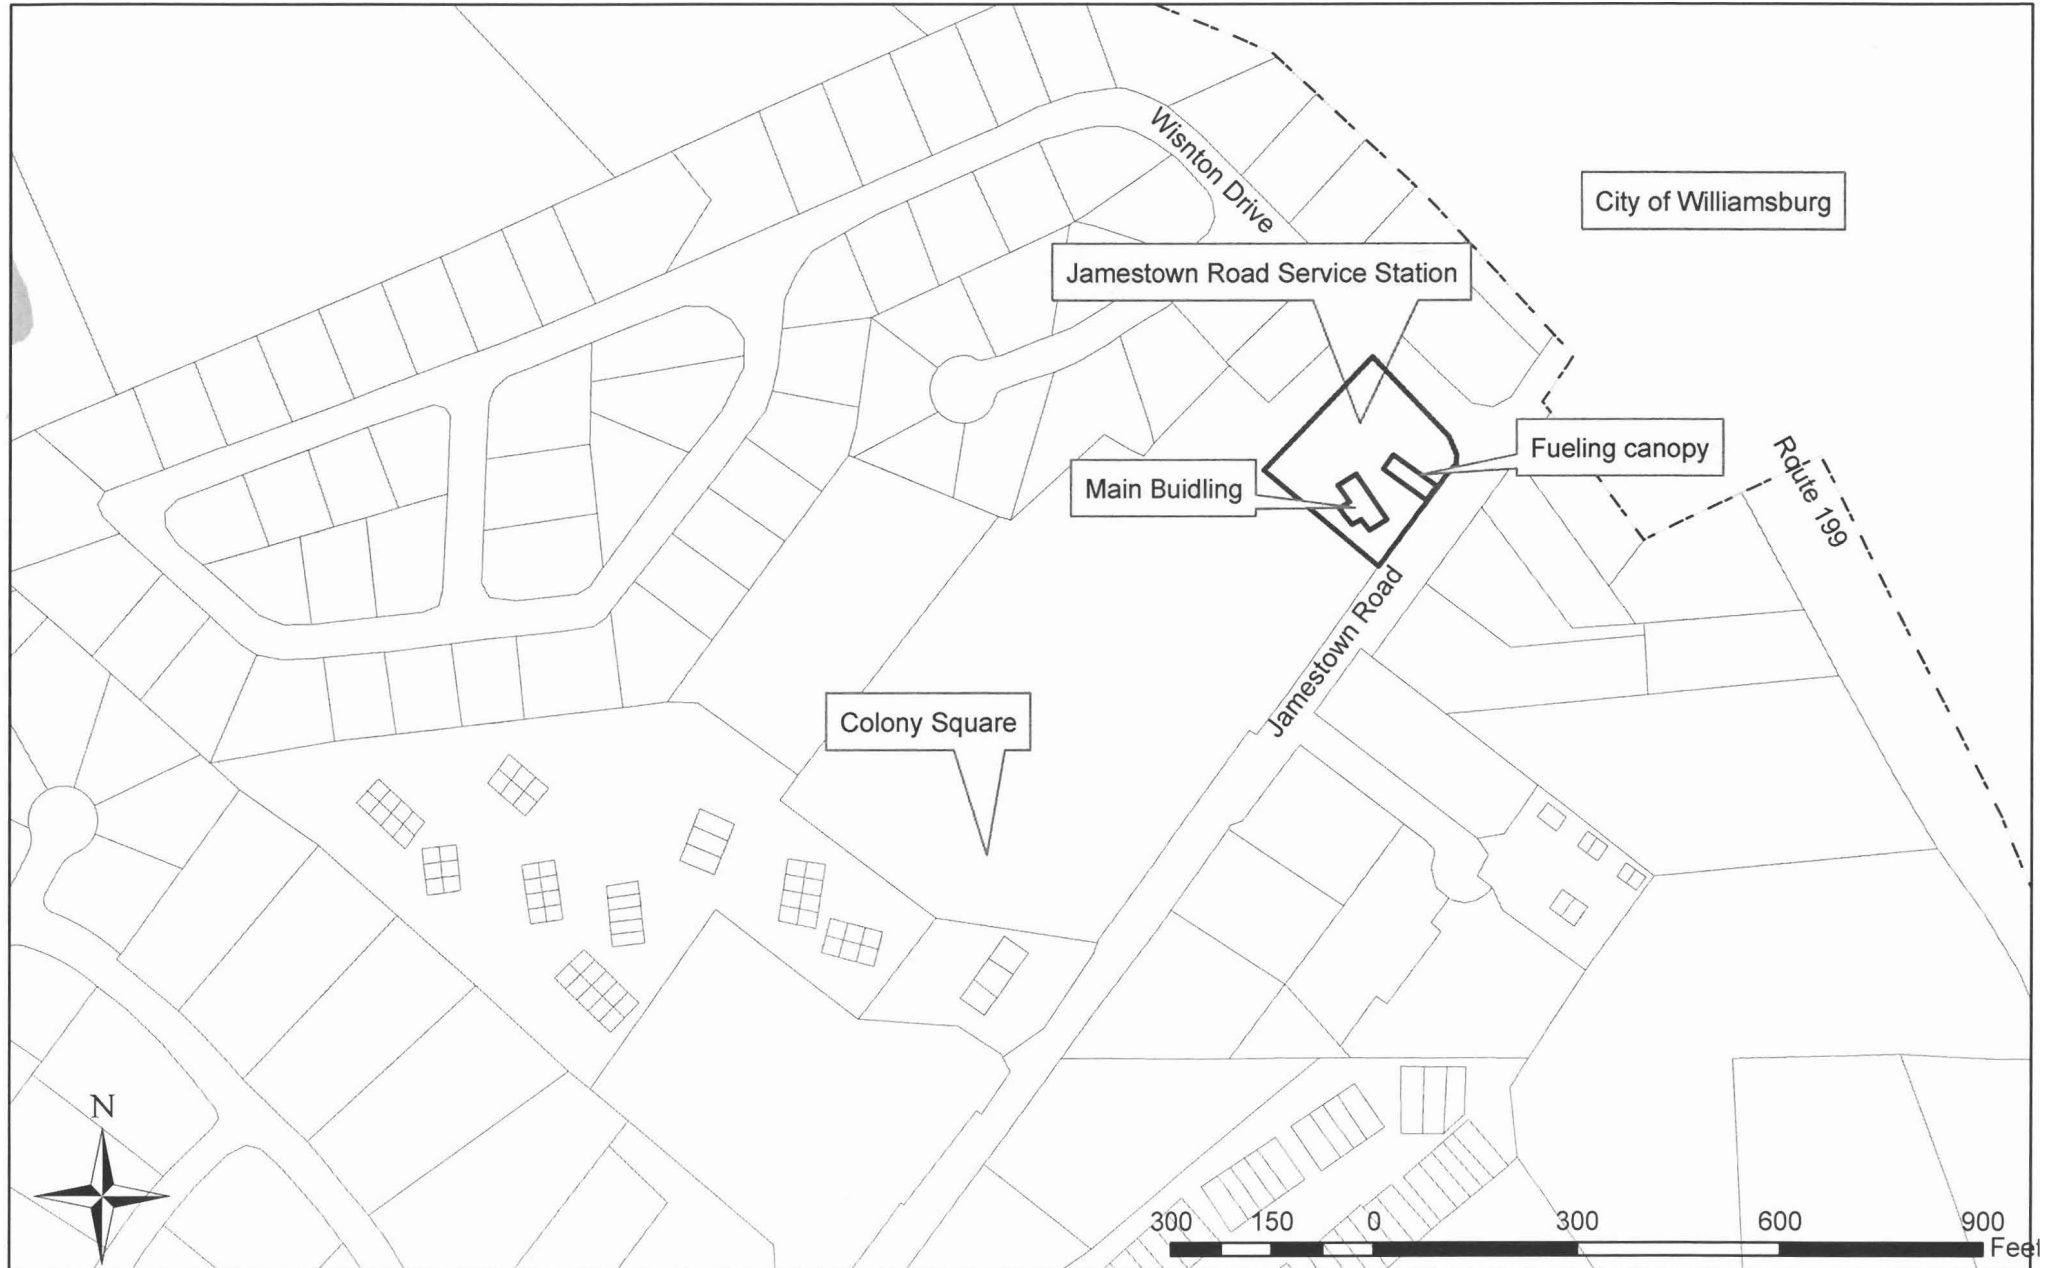 Wisnton Drive
City of Williamsburg
Jamestown Road Service Station
Fueling canopy
Route 199
Main Buidling
Jamestown Road
Colony Square
N
300 150 0 300 600 900
Feet